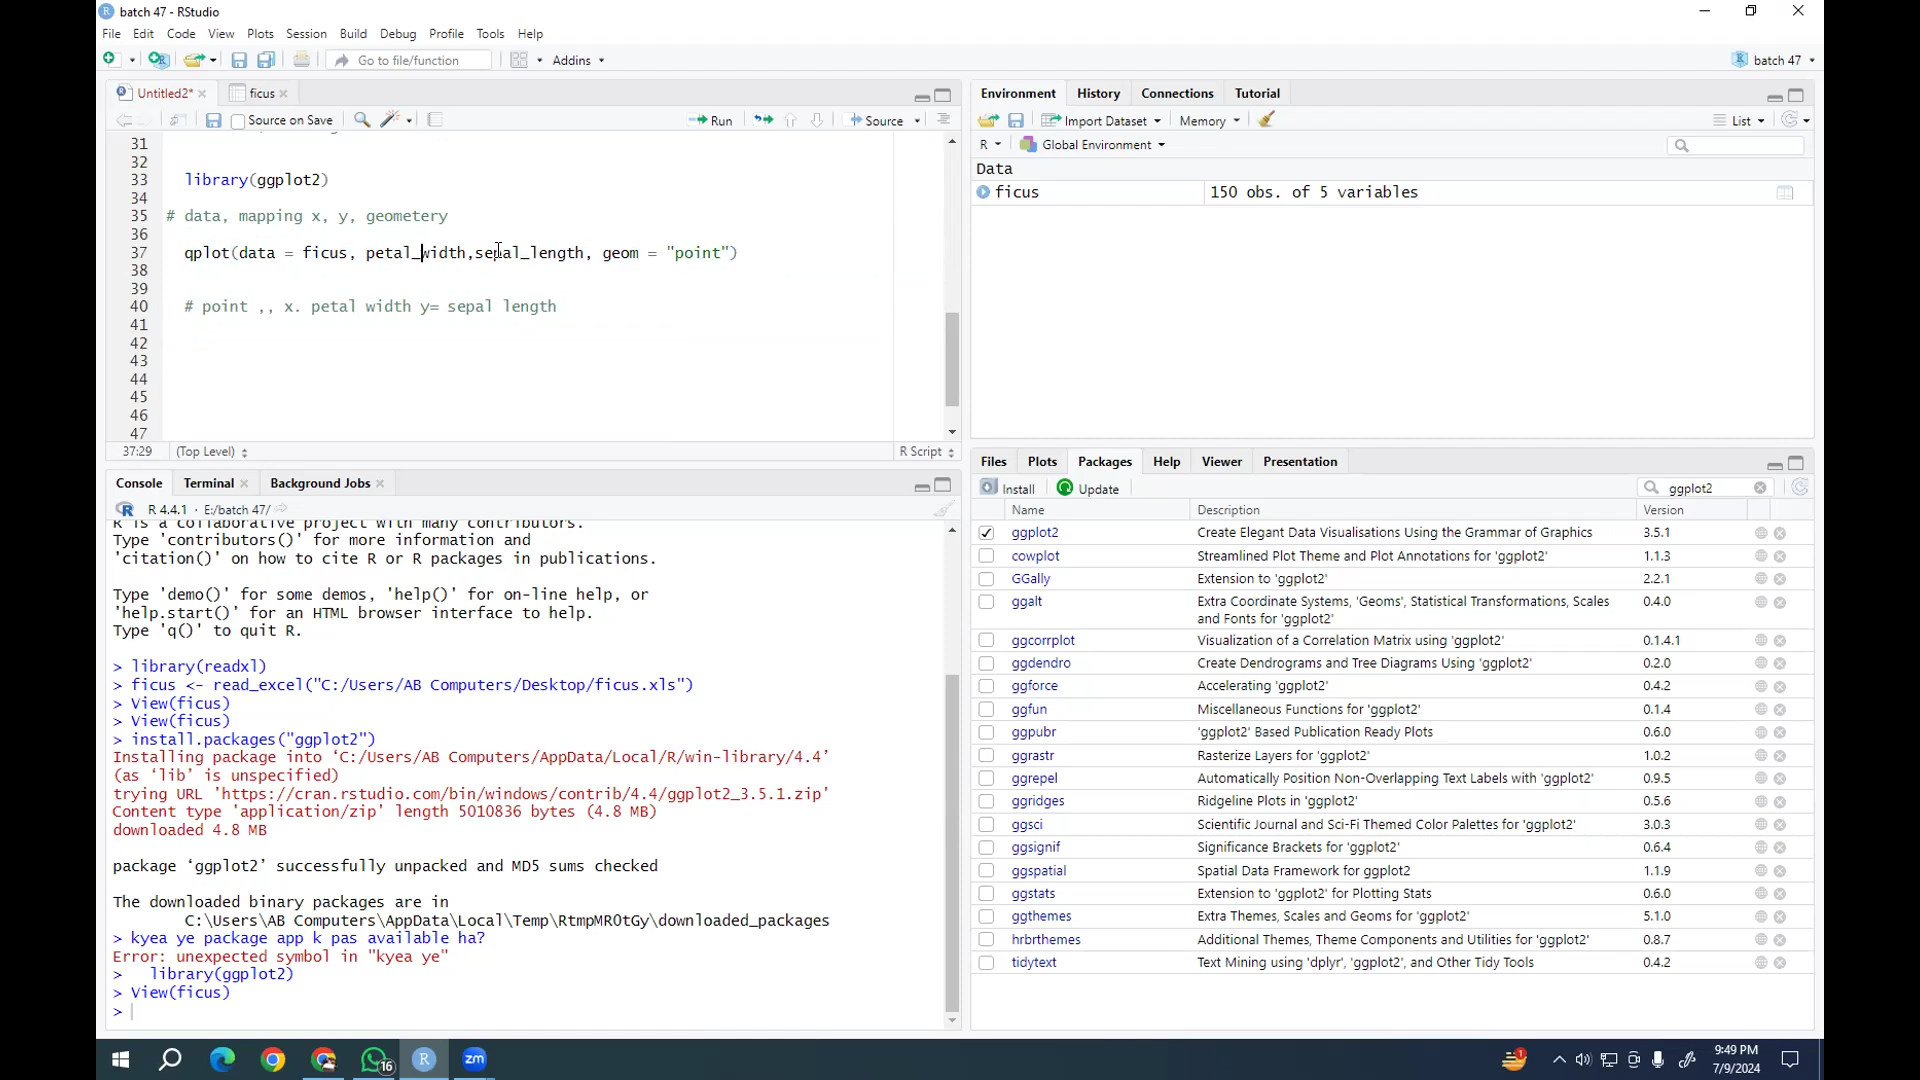 batch 47 - RStudio
File Edit Code View Plots Session Build Debug Profile Tools Help
Go to file/function Addins batch 47
Untitled2* ficus
Source on Save Run Source
31
32
33 library(ggplot2)
34
35 # data, mapping x, y, geometery
36
37 qplot(data = ficus, petal_width,sepal_length, geom = "point")
38
39
40 # point ,, x. petal width y= sepal length
41
42
43
44
45
46
47
37:29 (Top Level) R Script
Console Terminal Background Jobs
R 4.4.1 · E:/batch 47/
R is a collaborative project with many contributors.
Type 'contributors()' for more information and
'citation()' on how to cite R or R packages in publications.
Type 'demo()' for some demos, 'help()' for on-line help, or
'help.start()' for an HTML browser interface to help.
Type 'q()' to quit R.
> library(readxl)
> ficus <- read_excel("C:/Users/AB Computers/Desktop/ficus.xls")
> View(ficus)
> View(ficus)
> install.packages("ggplot2")
Installing package into ‘C:/Users/AB Computers/AppData/Local/R/win-library/4.4’
(as ‘lib’ is unspecified)
trying URL 'https://cran.rstudio.com/bin/windows/contrib/4.4/ggplot2_3.5.1.zip'
Content type 'application/zip' length 5010836 bytes (4.8 MB)
downloaded 4.8 MB
package ‘ggplot2’ successfully unpacked and MD5 sums checked
The downloaded binary packages are in
C:\Users\AB Computers\AppData\Local\Temp\RtmpMROtGy\downloaded_packages
> kyea ye package app k pas available ha?
Error: unexpected symbol in "kyea ye"
> library(ggplot2)
> View(ficus)
>
Environment History Connections Tutorial
Import Dataset Memory List
R Global Environment
Data
ficus 150 obs. of 5 variables
Files Plots Packages Help Viewer Presentation
Install Update ggplot2
Name Description Version
ggplot2 Create Elegant Data Visualisations Using the Grammar of Graphics 3.5.1
cowplot Streamlined Plot Theme and Plot Annotations for 'ggplot2' 1.1.3
GGally Extension to 'ggplot2' 2.2.1
ggalt Extra Coordinate Systems, 'Geoms', Statistical Transformations, Scales 0.4.0
and Fonts for 'ggplot2'
ggcorrplot Visualization of a Correlation Matrix using 'ggplot2' 0.1.4.1
ggdendro Create Dendrograms and Tree Diagrams Using 'ggplot2' 0.2.0
ggforce Accelerating 'ggplot2' 0.4.2
ggfun Miscellaneous Functions for 'ggplot2' 0.1.4
ggpubr 'ggplot2' Based Publication Ready Plots 0.6.0
ggrastr Rasterize Layers for 'ggplot2' 1.0.2
ggrepel Automatically Position Non-Overlapping Text Labels with 'ggplot2' 0.9.5
ggridges Ridgeline Plots in 'ggplot2' 0.5.6
ggsci Scientific Journal and Sci-Fi Themed Color Palettes for 'ggplot2' 3.0.3
ggsignif Significance Brackets for 'ggplot2' 0.6.4
ggspatial Spatial Data Framework for ggplot2 1.1.9
ggstats Extension to 'ggplot2' for Plotting Stats 0.6.0
ggthemes Extra Themes, Scales and Geoms for 'ggplot2' 5.1.0
hrbrthemes Additional Themes, Theme Components and Utilities for 'ggplot2' 0.8.7
tidytext Text Mining using 'dplyr', 'ggplot2', and Other Tidy Tools 0.4.2
16 R zm 1 9:49 PM
7/9/2024